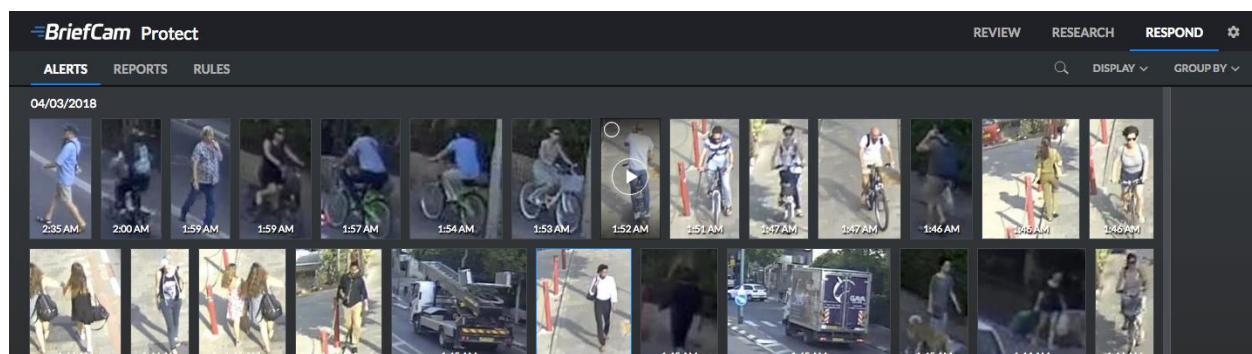 BriefCam Protect
REVIEW RESEARCH RESPOND
ALERTS REPORTS RULES
DISPLAY GROUP BY
04/03/2018
2:35 AM 2:00 AM 1:59 AM 1:59 AM 1:57 AM 1:54 AM 1:53 AM 1:52 AM 1:51 AM 1:47 AM 1:47 AM 1:46 AM 1:46 AM 1:46 AM